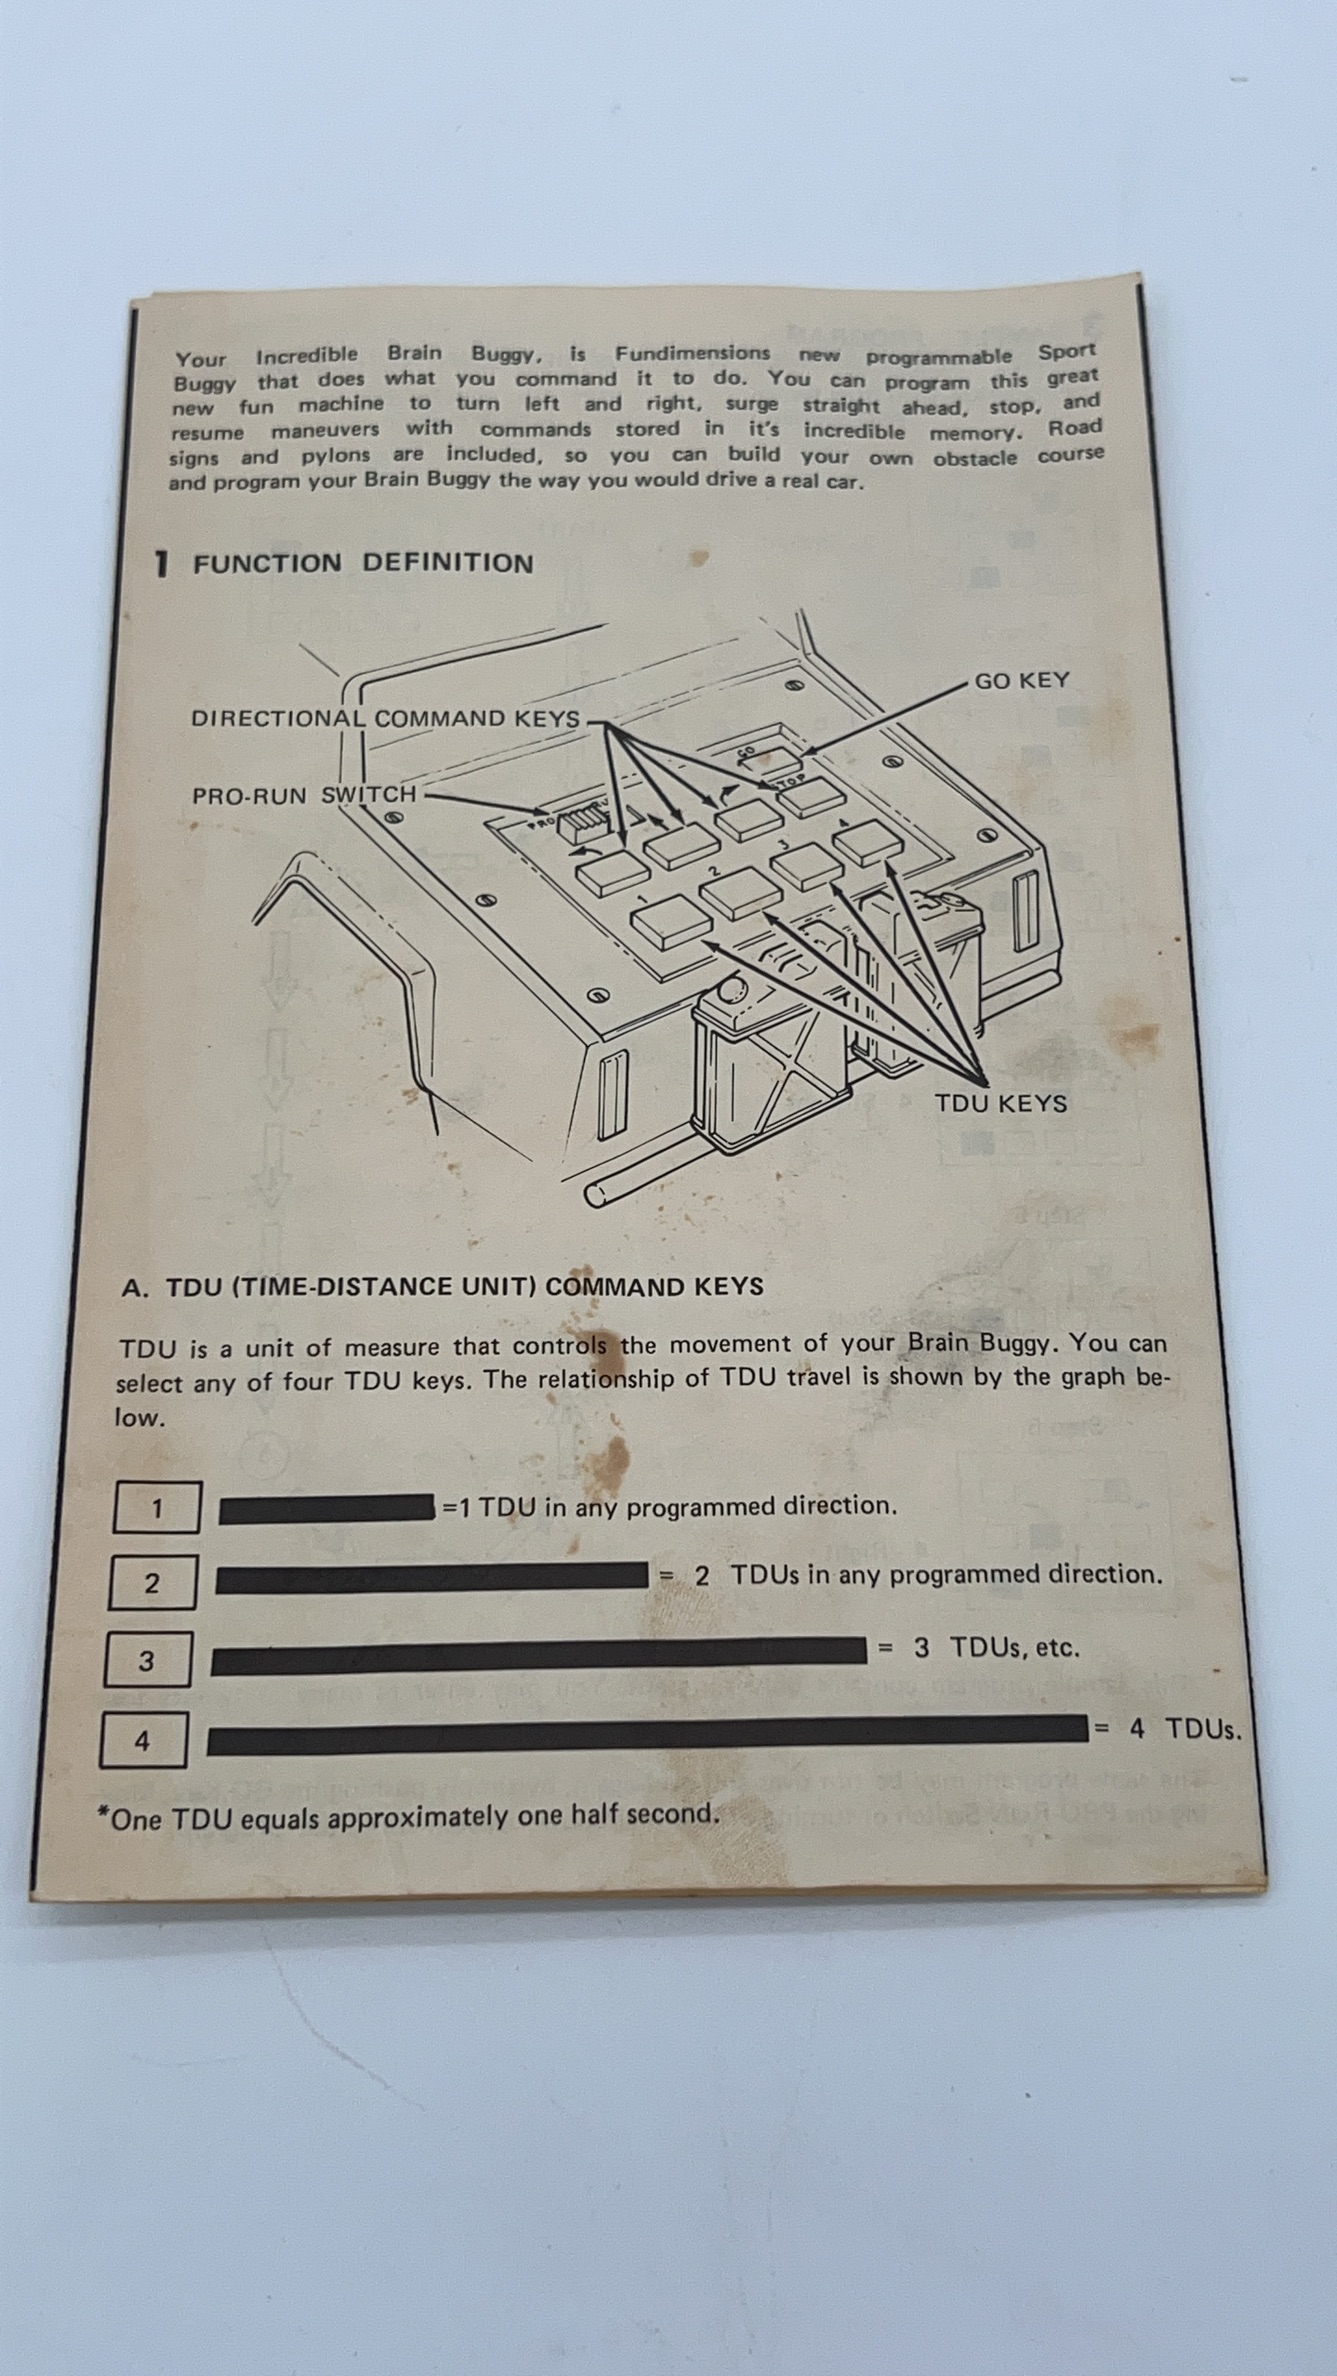 Your Incredible Brain Buggy, is Fundimensions new programmable Sport
Buggy that does what you command it to do. You can program this great
new fun machine to turn left and right, surge straight ahead, stop, and
resume maneuvers with commands stored in it's incredible memory. Road
signs and pylons are included, so you can build your own obstacle course
and program your Brain Buggy the way you would drive a real car.
1 FUNCTION DEFINITION
GO KEY
DIRECTIONAL COMMAND KEYS
PRO-RUN SWITCH
GO
PRO
1
2
3
4
TDU KEYS
A. TDU (TIME-DISTANCE UNIT) COMMAND KEYS
TDU is a unit of measure that controls the movement of your Brain Buggy. You can
select any of four TDU keys. The relationship of TDU travel is shown by the graph be-
low.
1 =1 TDU in any programmed direction.
2 = 2 TDUs in any programmed direction.
3 = 3 TDUs, etc.
4 = 4 TDUs.
*One TDU equals approximately one half second.